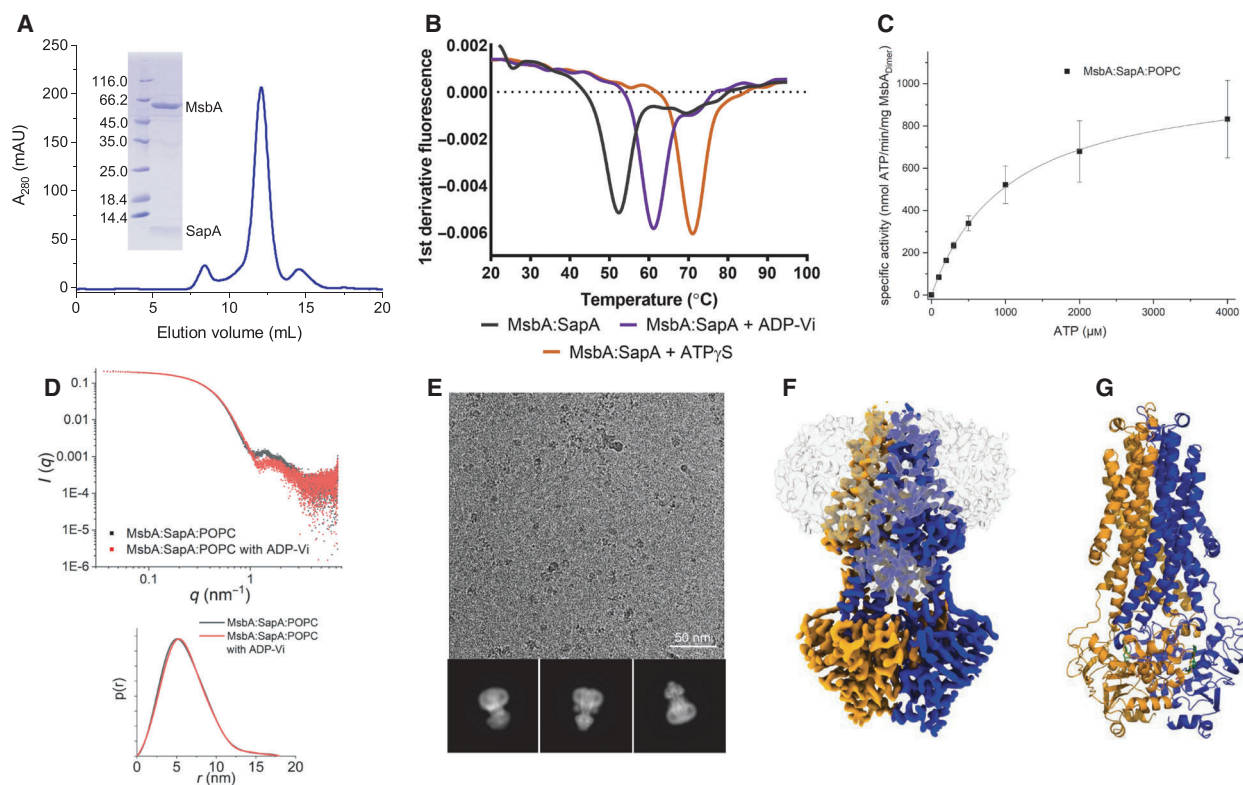 A
250
200
150
100
50
0
A280 (mAU)
116.0
66.2
45.0
35.0
25.0
18.4
14.4
MsbA
SapA
0 5 10 15 20
Elution volume (mL)
B
0.002
0.000
−0.002
−0.004
−0.006
1st derivative fluorescence
20 30 40 50 60 70 80 90 100
Temperature (°C)
MsbA:SapA
MsbA:SapA + ADP-Vi
MsbA:SapA + ATPγS
C
1000
800
600
400
200
0
specific activity (nmol ATP/min/mg MsbADimer)
MsbA:SapA:POPC
0 1000 2000 3000 4000
ATP (µM)
D
0.1
0.01
0.001
1E-4
1E-5
1E-6
I (q)
MsbA:SapA:POPC
MsbA:SapA:POPC with ADP-Vi
0.1 1
q (nm−1)
p(r)
MsbA:SapA:POPC
MsbA:SapA:POPC
with ADP-Vi
0 5 10 15 20
r (nm)
E
50 nm
F
G